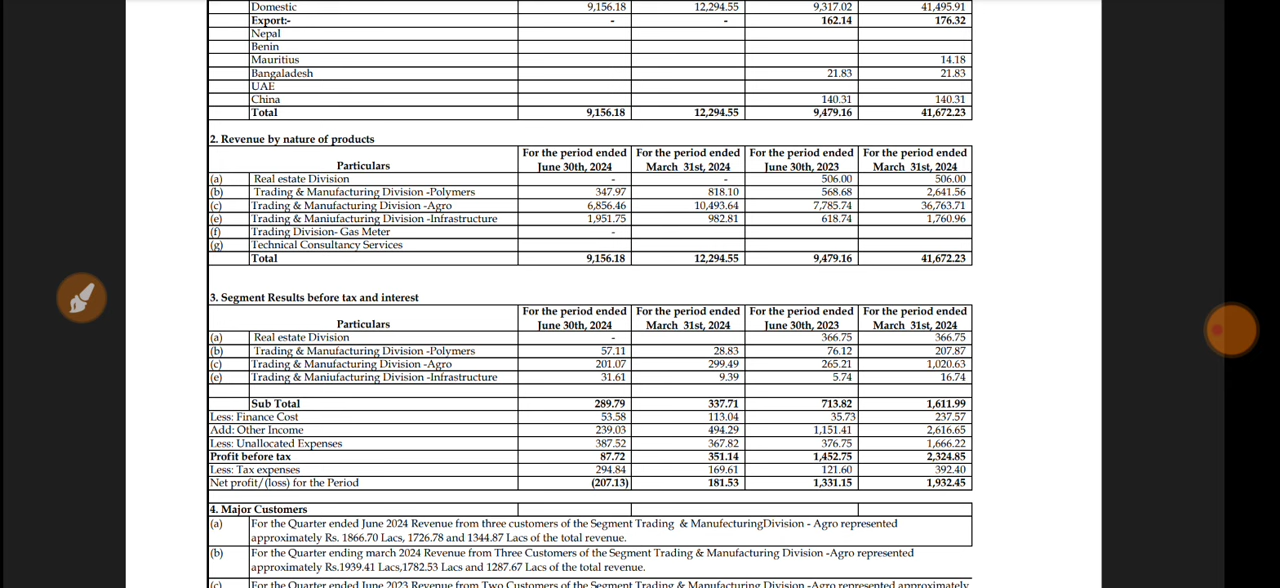 Domestic 9,156.18 12,294.55 9,317.02 41,495.91
Export:- - - 162.14 176.32
Nepal
Benin
Mauritius 14.18
Bangaladesh 21.83 21.83
UAE
China 140.31 140.31
Total 9,156.18 12,294.55 9,479.16 41,672.23
2. Revenue by nature of products
Particulars For the period ended June 30th, 2024 For the period ended March 31st, 2024 For the period ended June 30th, 2023 For the period ended March 31st, 2024
(a) Real estate Division - - 506.00 506.00
(b) Trading & Manufacturing Division -Polymers 347.97 818.10 568.68 2,641.56
(c) Trading & Manufacturing Division -Agro 6,856.46 10,493.64 7,785.74 36,763.71
(e) Trading & Maniufacturing Division -Infrastructure 1,951.75 982.81 618.74 1,760.96
(f) Trading Division- Gas Meter -
(g) Technical Consultancy Services
Total 9,156.18 12,294.55 9,479.16 41,672.23
3. Segment Results before tax and interest
Particulars For the period ended June 30th, 2024 For the period ended March 31st, 2024 For the period ended June 30th, 2023 For the period ended March 31st, 2024
(a) Real estate Division - 366.75 366.75
(b) Trading & Manufacturing Division -Polymers 57.11 28.83 76.12 207.87
(c) Trading & Manufacturing Division -Agro 201.07 299.49 265.21 1,020.63
(e) Trading & Maniufacturing Division -Infrastructure 31.61 9.39 5.74 16.74
Sub Total 289.79 337.71 713.82 1,611.99
Less: Finance Cost 53.58 113.04 35.73 237.57
Add: Other Income 239.03 494.29 1,151.41 2,616.65
Less: Unallocated Expenses 387.52 367.82 376.75 1,666.22
Profit before tax 87.72 351.14 1,452.75 2,324.85
Less: Tax expenses 294.84 169.61 121.60 392.40
Net profit/(loss) for the Period (207.13) 181.53 1,331.15 1,932.45
4. Major Customers
(a) For the Quarter ended June 2024 Revenue from three customers of the Segment Trading & ManufecturingDivision - Agro represented
approximately Rs. 1866.70 Lacs, 1726.78 and 1344.87 Lacs of the total revenue.
(b) For the Quarter ending march 2024 Revenue from Three Customers of the Segment Trading & Manufacturing Division -Agro represented
approximately Rs.1939.41 Lacs,1782.53 Lacs and 1287.67 Lacs of the total revenue.
(c) For the Quarter ended June 2023 Revenue from Two Customers of the Segment Trading & Manufacturing Division -Agro represented approximately